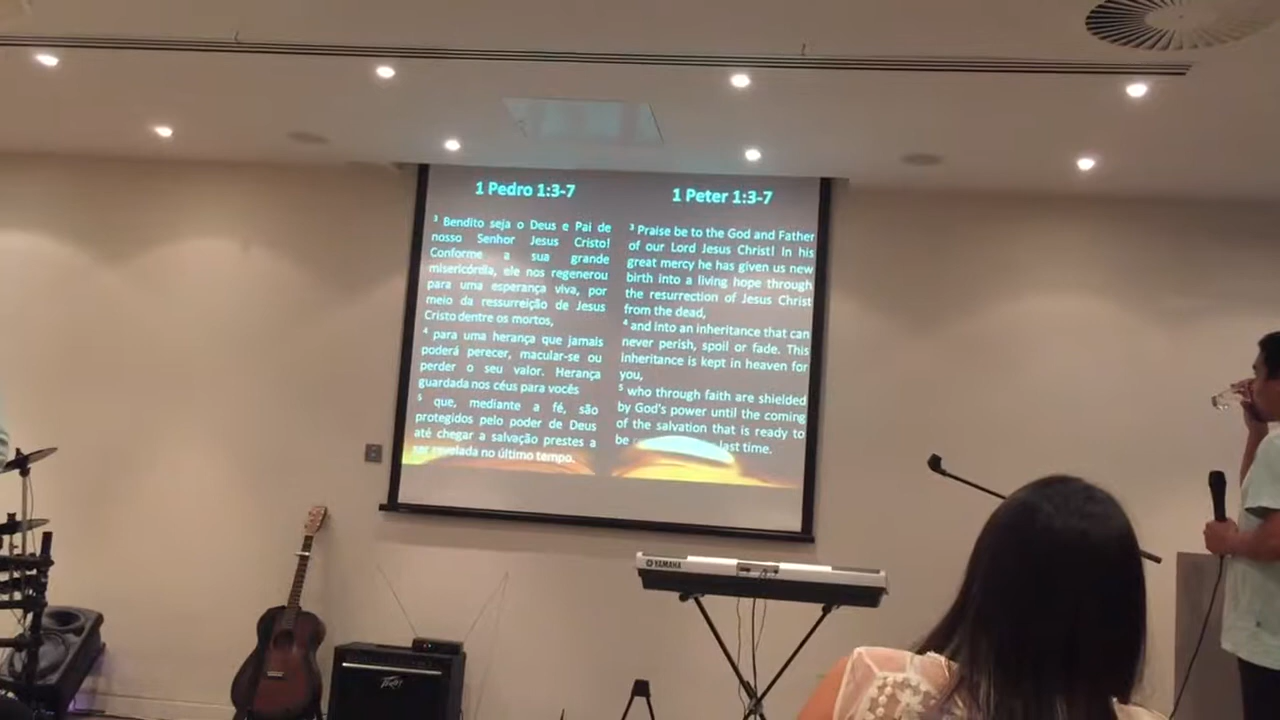 1 Pedro 1:3-7
3 Bendito seja o Deus e Pai de
nosso Senhor Jesus Cristo!
Conforme a sua grande
misericórdia, ele nos regenerou
para uma esperança viva, por
meio da ressurreição de Jesus
Cristo dentre os mortos,
4 para uma herança que jamais
poderá perecer, macular-se ou
perder o seu valor. Herança
guardada nos céus para vocês
5 que, mediante a fé, são
protegidos pelo poder de Deus
até chegar a salvação prestes a
ser revelada no último tempo.
1 Peter 1:3-7
3 Praise be to the God and Father
of our Lord Jesus Christ! In his
great mercy he has given us new
birth into a living hope through
the resurrection of Jesus Christ
from the dead,
4 and into an inheritance that can
never perish, spoil or fade. This
inheritance is kept in heaven for
you,
5 who through faith are shielded
by God's power until the coming
of the salvation that is ready to
be last time.
YAMAHA
PEAVEY